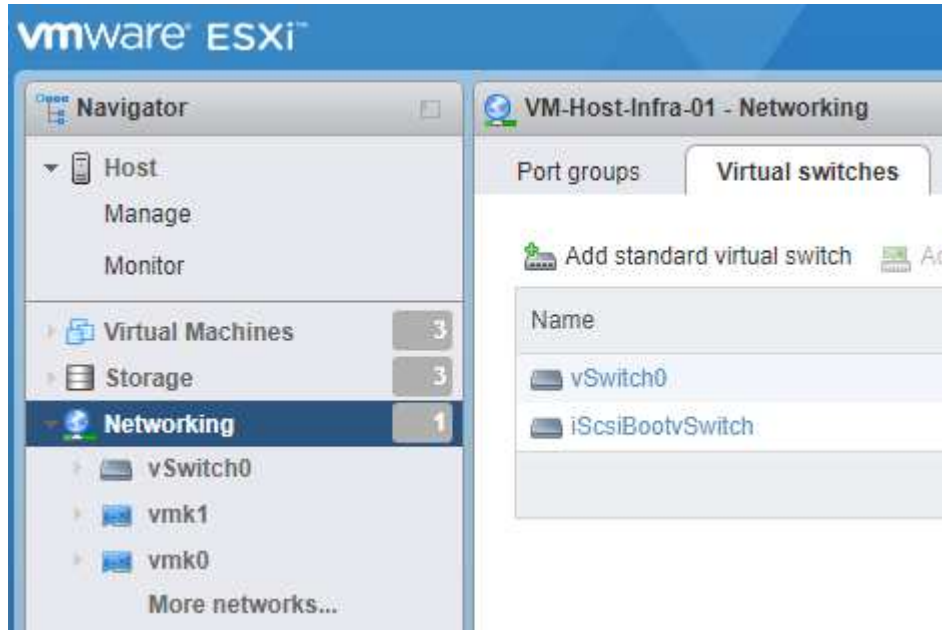 vmware ESXi™
Navigator
Host
Manage
Monitor
Virtual Machines 3
Storage 3
Networking 1
vSwitch0
vmk1
vmk0
More networks...
VM-Host-Infra-01 - Networking
Port groups Virtual switches
Add standard virtual switch
Name
vSwitch0
iScsiBootvSwitch